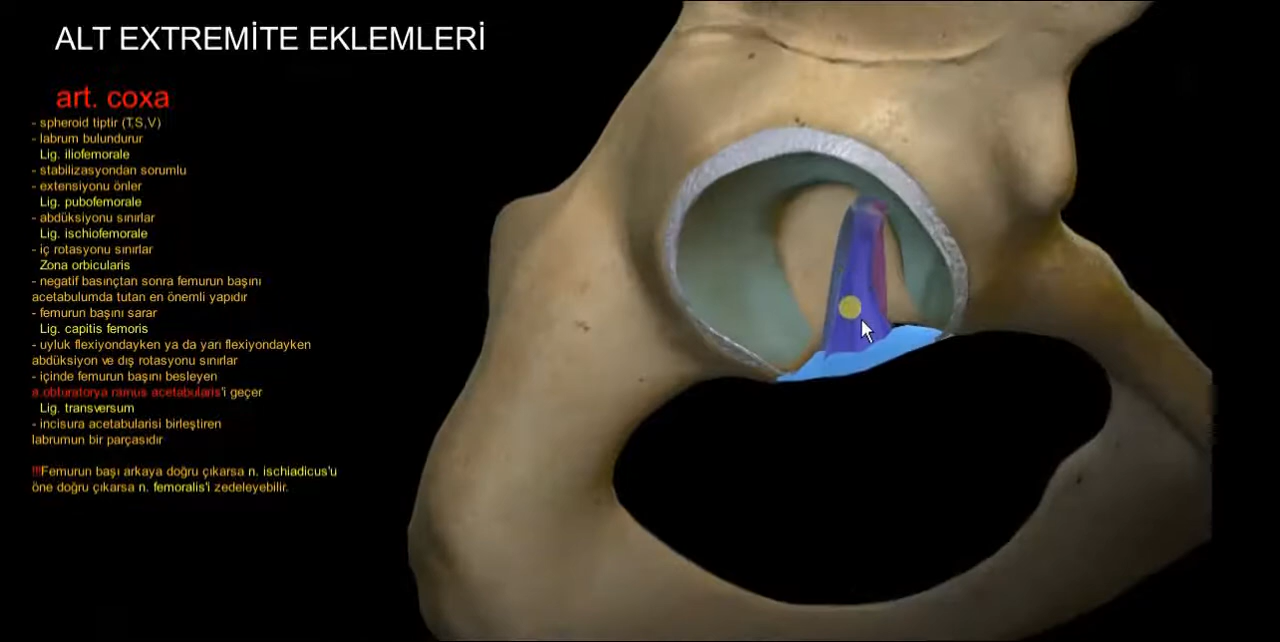 ALT EXTREMİTE EKLEMLERİ
art. coxa
- spheroid tiptir (T,S,V)
- labrum bulundurur
Lig. iliofemorale
- stabilizasyondan sorumlu
- extensiyonu önler
Lig. pubofemorale
- abdüksiyonu sınırlar
Lig. ischiofemorale
- iç rotasyonu sınırlar
Zona orbicularis
- negatif basınçtan sonra femurun başını
acetabulumda tutan en önemli yapıdır
- femurun başını sarar
Lig. capitis femoris
- uyluk flexiyondayken ya da yarı flexiyondayken
abdüksiyon ve dış rotasyonu sınırlar
- içinde femurun başını besleyen
a.obturatorya ramus acetabularis'i geçer
Lig. transversum
- incisura acetabularisi birleştiren
labrumun bir parçasıdır
!!!Femurun başı arkaya doğru çıkarsa n. ischiadicus'u
öne doğru çıkarsa n. femoralis'i zedeleyebilir.